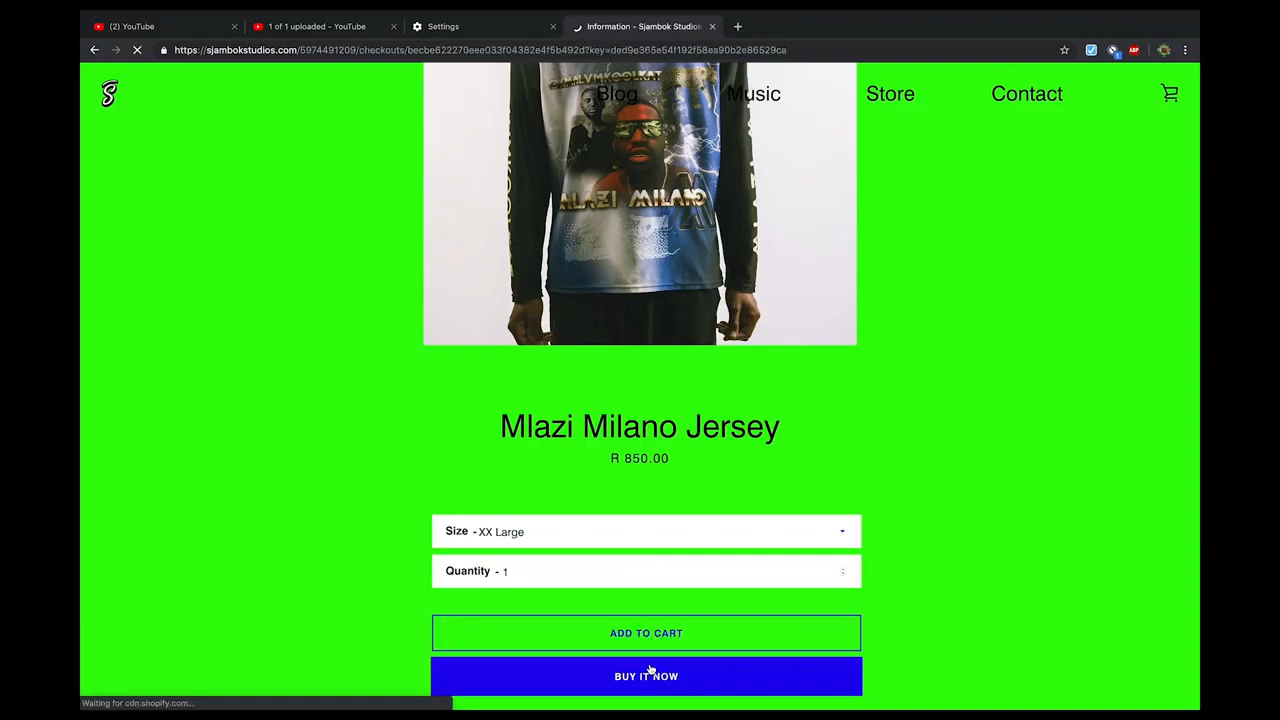 (2) YouTube
1 of 1 uploaded - YouTube
Settings
Information - Sjambok Studios
https://sjambokstudios.com/5974491209/checkouts/becbe622270eee033f04382e4f5b492d?key=ded9e365e54f192f58ea90b2e86529ca
1
ABP
S
Blog
Music
Store
Contact
MLAZI MILANO
Mlazi Milano Jersey
R 850.00
Size - XX Large
Quantity - 1
ADD TO CART
BUY IT NOW
Waiting for cdn.shopify.com...